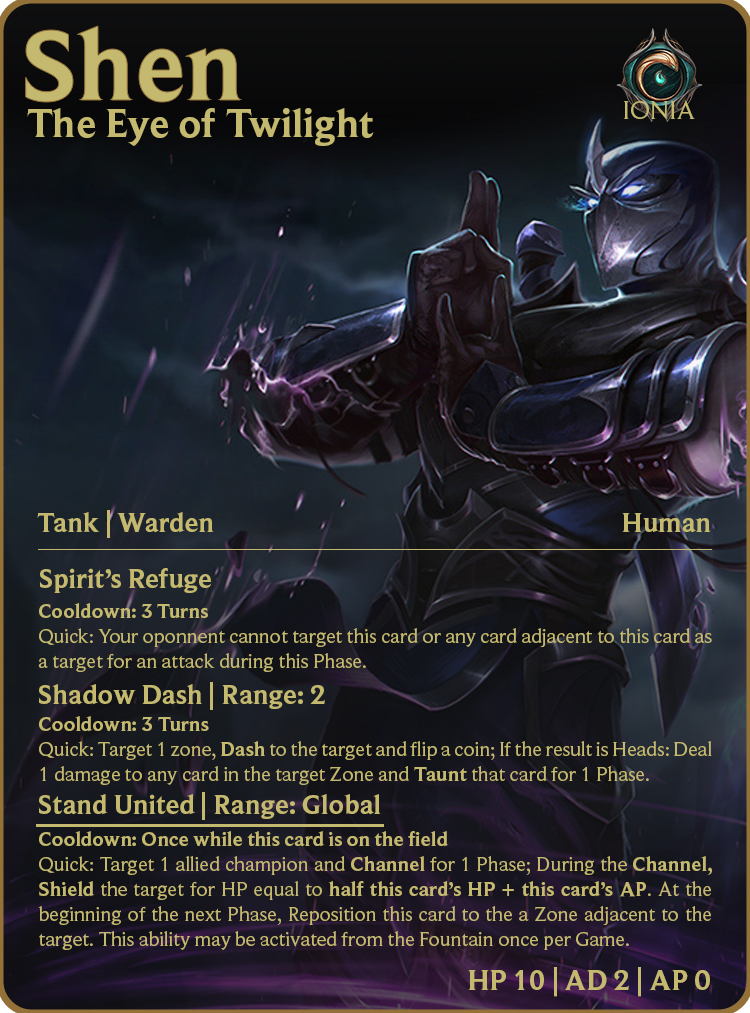 Shen
The Eye of Twilight
IONIA
Tank | Warden
Human
Spirit's Refuge
Cooldown: 3 Turns
Quick: Your oponnent cannot target this card or any card adjacent to this card as
a target for an attack during this Phase.
Shadow Dash | Range: 2
Cooldown: 3 Turns
Quick: Target 1 zone, Dash to the target and flip a coin; If the result is Heads: Deal
1 damage to any card in the target Zone and Taunt that card for 1 Phase.
Stand United | Range: Global
Cooldown: Once while this card is on the field
Quick: Target 1 allied champion and Channel for 1 Phase; During the Channel,
Shield the target for HP equal to half this card's HP + this card's AP. At the
beginning of the next Phase, Reposition this card to the a Zone adjacent to the
target. This ability may be activated from the Fountain once per Game.
HP 10 | AD 2 | AP 0